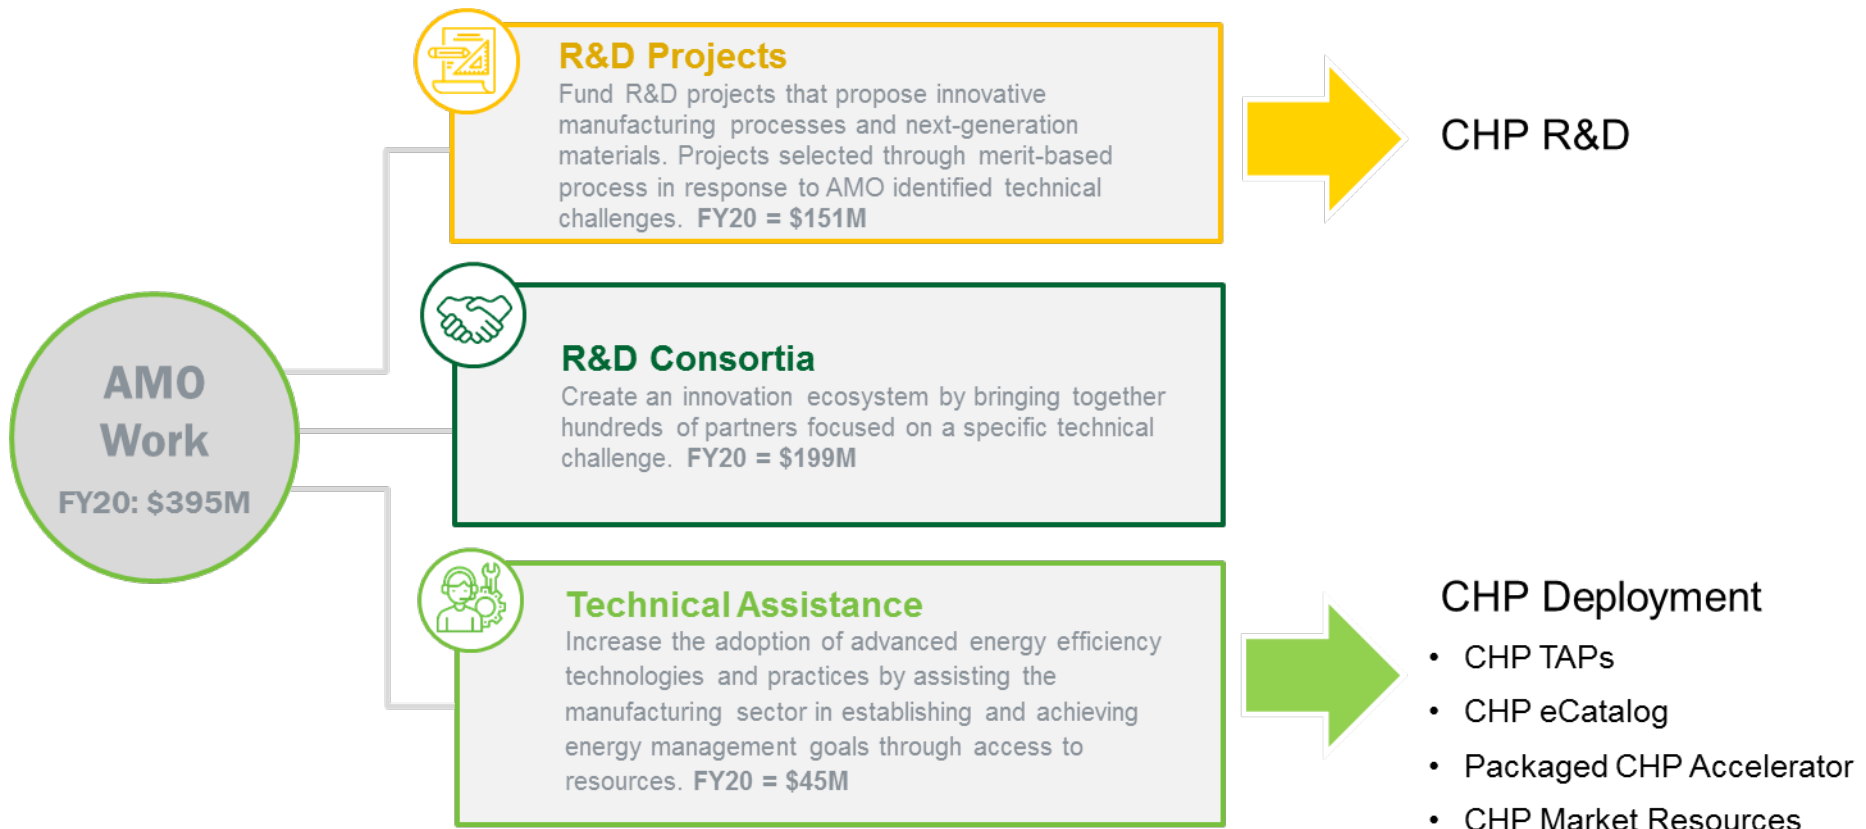 R&D Projects
Fund R&D projects that propose innovative
manufacturing processes and next-generation
materials. Projects selected through merit-based
process in response to AMO identified technical
challenges. FY20 = $151M
CHP R&D
AMO
Work
FY20: $395M
R&D Consortia
Create an innovation ecosystem by bringing together
hundreds of partners focused on a specific technical
challenge. FY20 = $199M
Technical Assistance
Increase the adoption of advanced energy efficiency
technologies and practices by assisting the
manufacturing sector in establishing and achieving
energy management goals through access to
resources. FY20 = $45M
CHP Deployment
• CHP TAPs
• CHP eCatalog
• Packaged CHP Accelerator
• CHP Market Resources